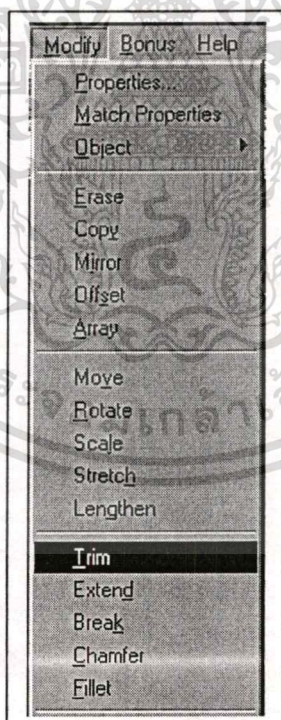 Modify Bonus Help
Properties...
Match Properties
Object
Erase
Copy
Mirror
Offset
Array
Move
Rotate
Scale
Stretch
Lengthen
Trim
Extend
Break
Chamfer
Fillet